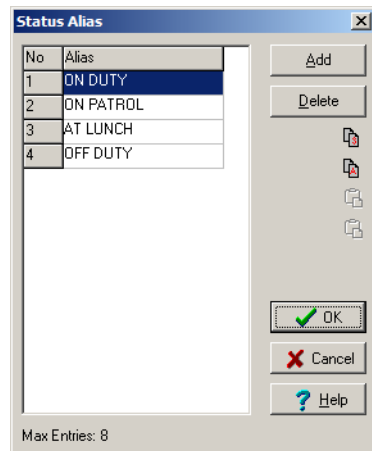 Status Alias
No Alias
1 ON DUTY
2 ON PATROL
3 AT LUNCH
4 OFF DUTY
Add
Delete
S
A
OK
Cancel
? Help
Max Entries: 8